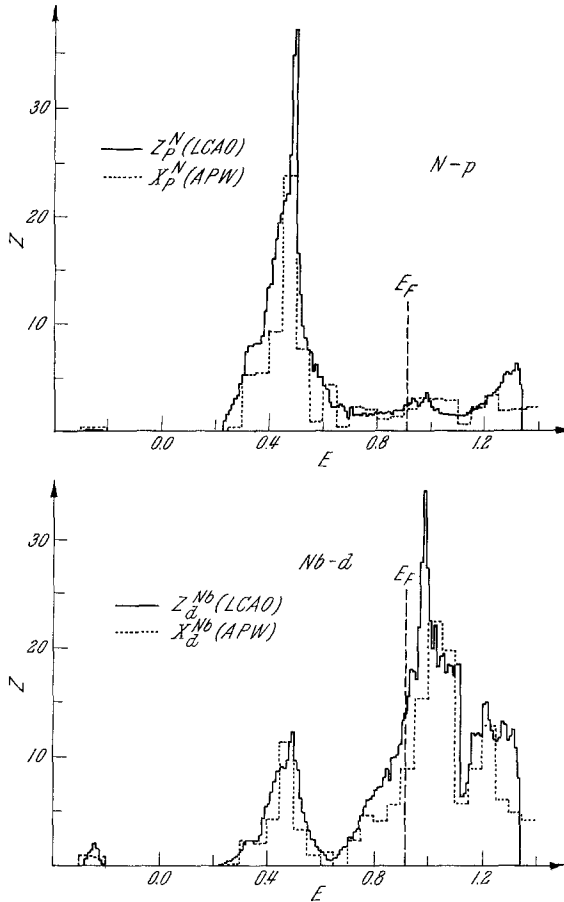 30
20
10
Z
Z_p^N (LCAO)
X_p^N (APW)
N-p
E_F
0.0 0.4 0.8 1.2
E
30
20
10
Z
Nb-d
Z_d^Nb (LCAO)
X_d^Nb (APW)
E_F
0.0 0.4 0.8 1.2
E